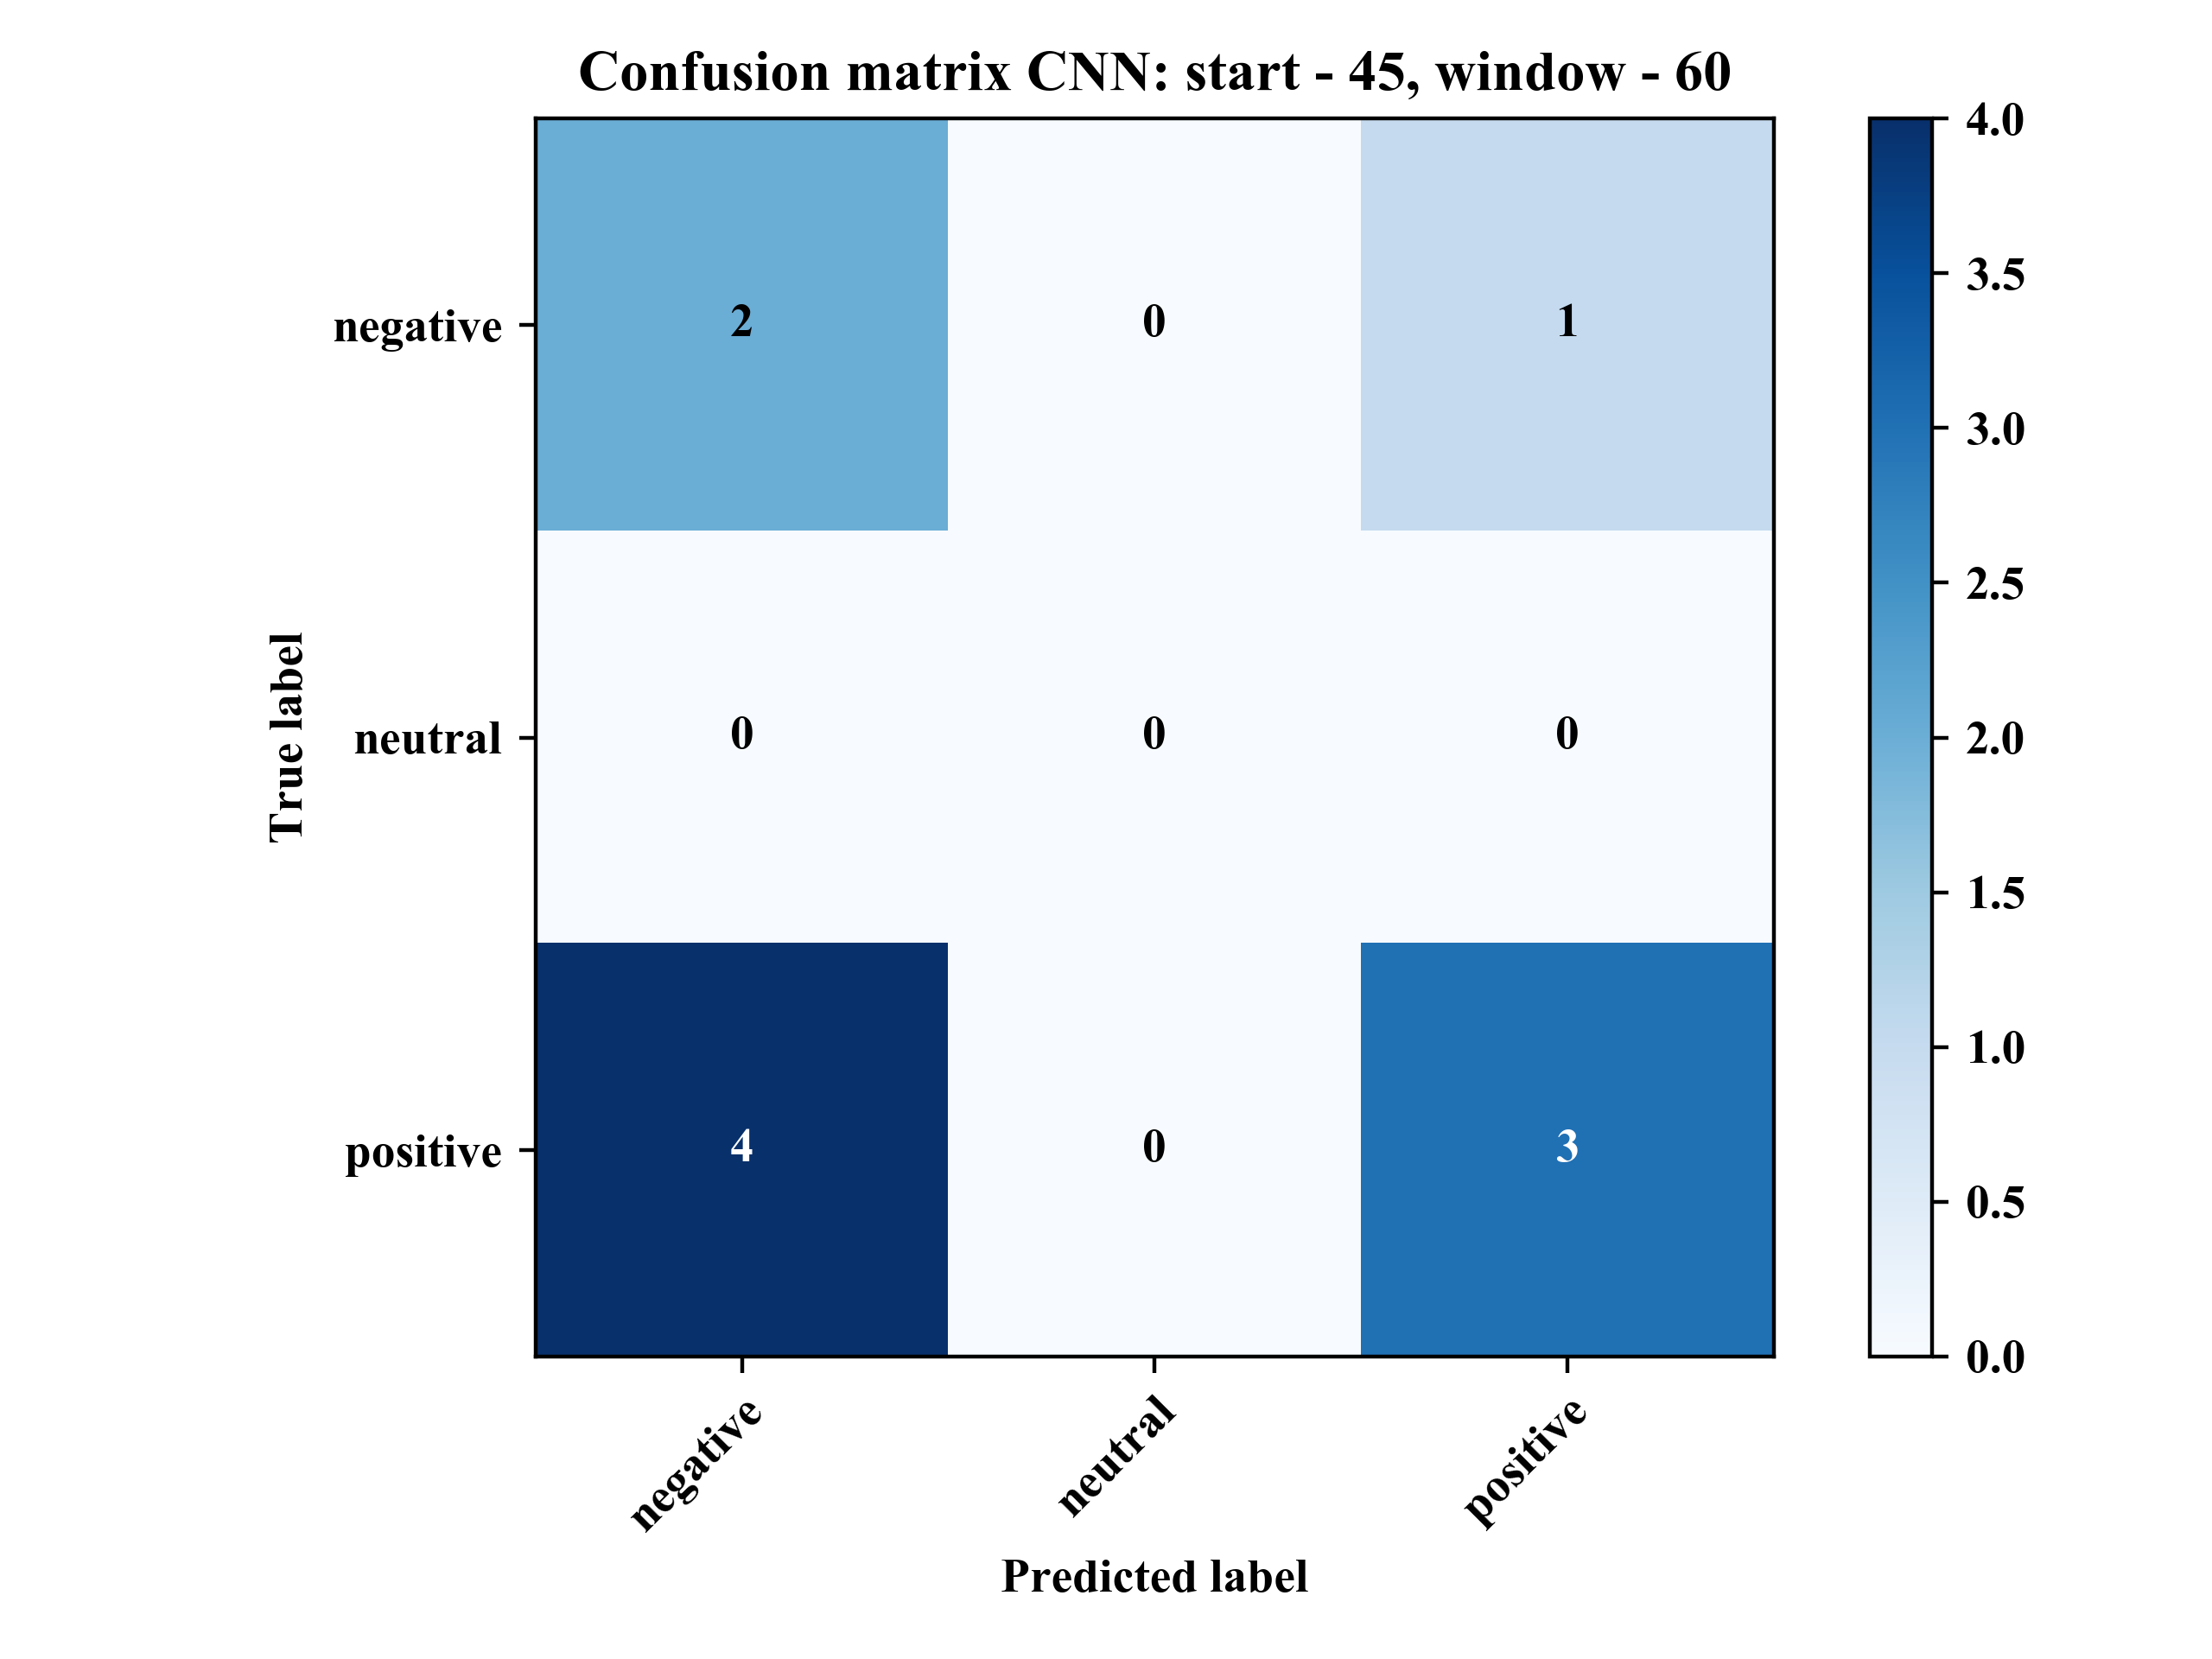 Confusion matrix CNN: start - 45, window - 60
True label
negative
2 0 1
neutral
0 0 0
positive
4 0 3
negative neutral positive
Predicted label
4.0
3.5
3.0
2.5
2.0
1.5
1.0
0.5
0.0